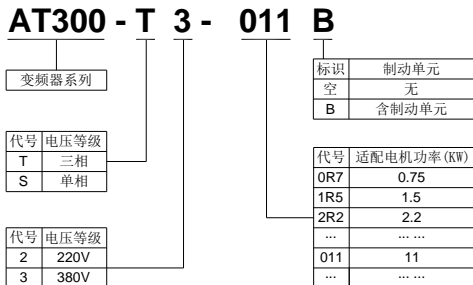 AT300 - T 3 - 011 B
变频器系列
标识 制动单元
空 无
B 含制动单元
代号 电压等级
T 三相
S 单相
代号 适配电机功率(KW)
0R7 0.75
1R5 1.5
2R2 2.2
... ... ...
011 11
... ... ...
代号 电压等级
2 220V
3 380V